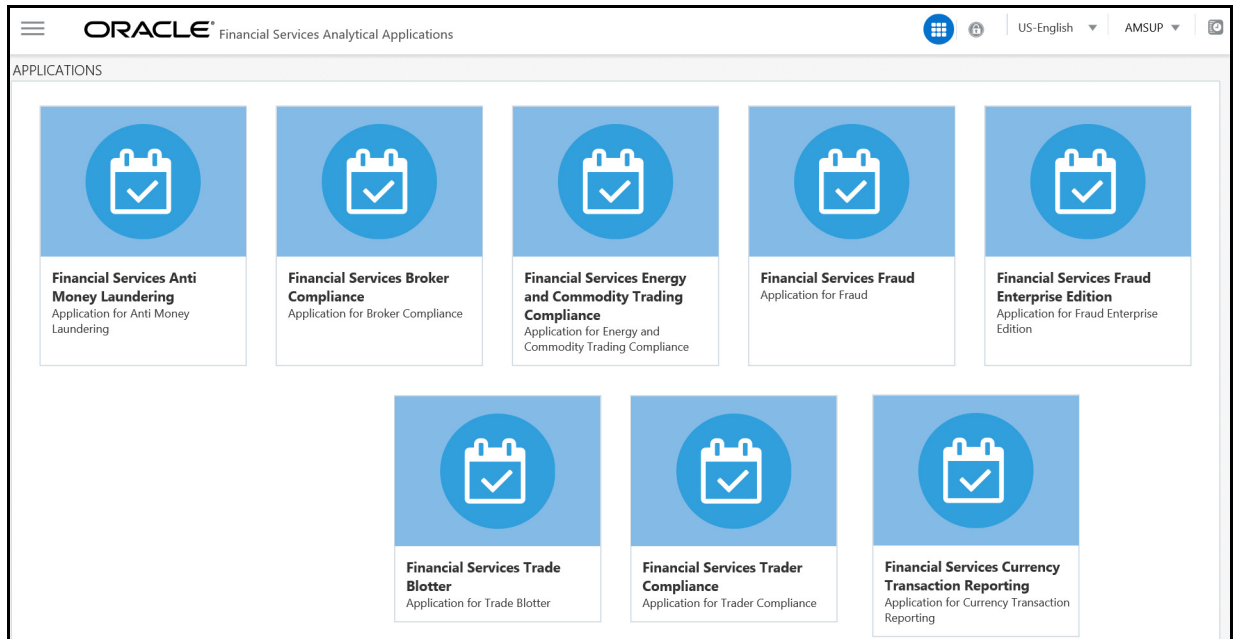 ORACLE® Financial Services Analytical Applications
US-English
AMSUP
APPLICATIONS
Financial Services Anti
Money Laundering
Application for Anti Money
Laundering
Financial Services Broker
Compliance
Application for Broker Compliance
Financial Services Energy
and Commodity Trading
Compliance
Application for Energy and
Commodity Trading Compliance
Financial Services Fraud
Application for Fraud
Financial Services Fraud
Enterprise Edition
Application for Fraud Enterprise
Edition
Financial Services Trade
Blotter
Application for Trade Blotter
Financial Services Trader
Compliance
Application for Trader Compliance
Financial Services Currency
Transaction Reporting
Application for Currency Transaction
Reporting